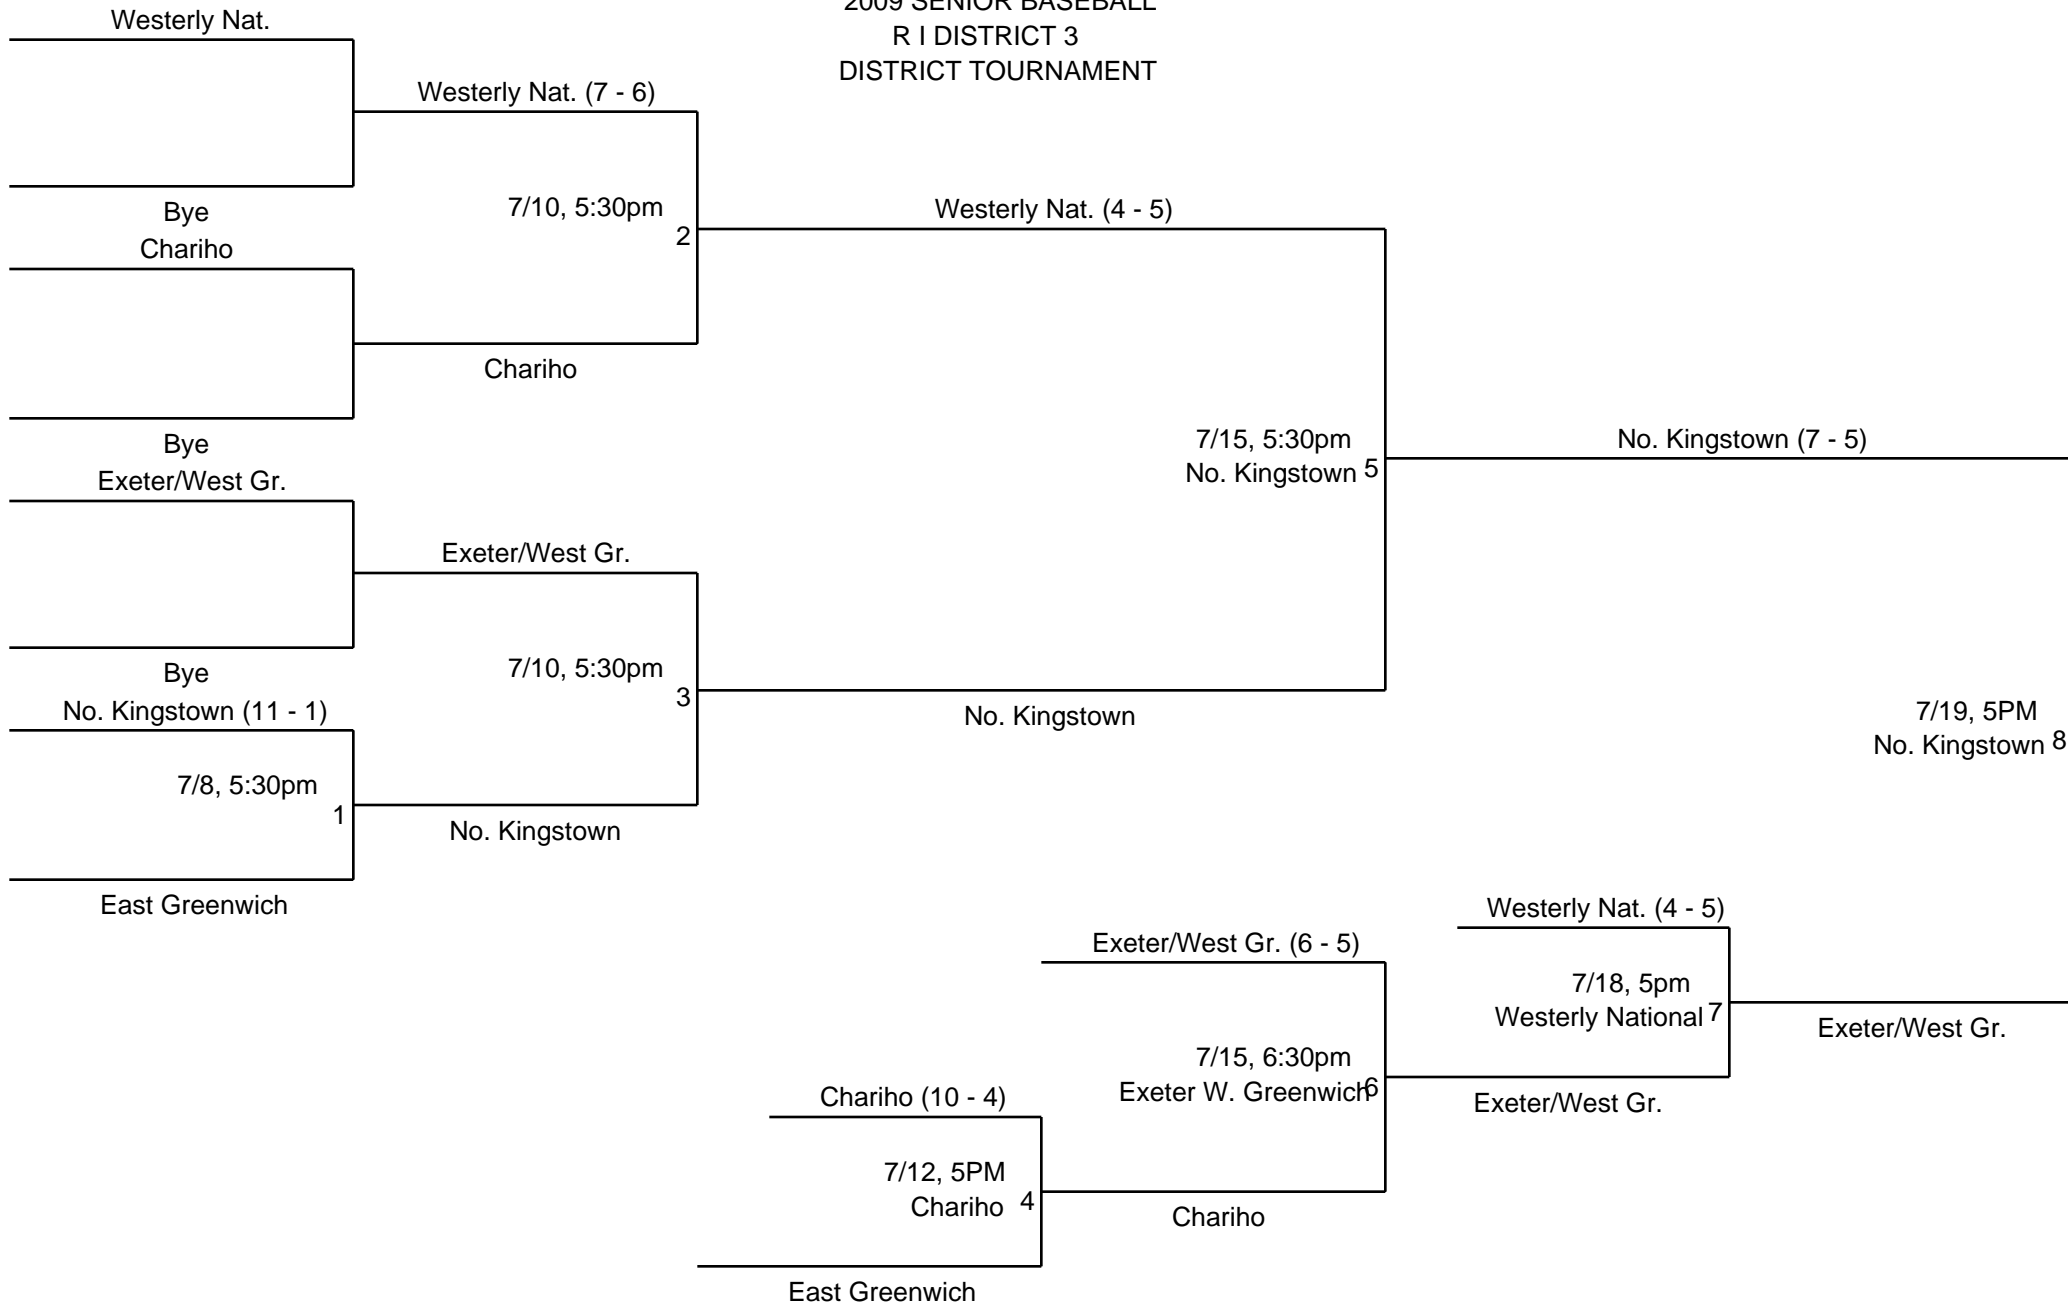 2009 SENIOR BASEBALL
R I DISTRICT 3
DISTRICT TOURNAMENT
Westerly Nat.
Bye
Chariho
Bye
Exeter/West Gr.
Bye
No. Kingstown (11 - 1)
7/8, 5:30pm
1
East Greenwich
Westerly Nat. (7 - 6)
7/10, 5:30pm
2
Chariho
Exeter/West Gr.
7/10, 5:30pm
3
No. Kingstown
Westerly Nat. (4 - 5)
7/15, 5:30pm
No. Kingstown 5
No. Kingstown
No. Kingstown (7 - 5)
7/19, 5PM
No. Kingstown 8
Chariho (10 - 4)
7/12, 5PM
Chariho 4
East Greenwich
Exeter/West Gr. (6 - 5)
7/15, 6:30pm
Exeter W. Greenwich 6
Chariho
Westerly Nat. (4 - 5)
7/18, 5pm
Westerly National 7
Exeter/West Gr.
Exeter/West Gr.